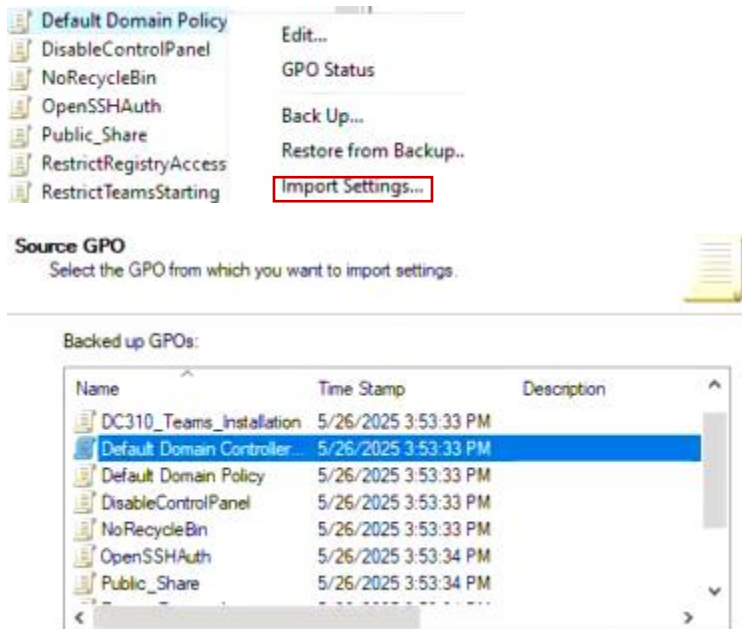 Default Domain Policy
DisableControlPanel
NoRecycleBin
OpenSSHAuth
Public_Share
RestrictRegistryAccess
RestrictTeamsStarting
Edit...
GPO Status
Back Up...
Restore from Backup..
Import Settings...
Source GPO
Select the GPO from which you want to import settings.
Backed up GPOs:
Name Time Stamp Description
DC310_Teams_Installation 5/26/2025 3:53:33 PM
Default Domain Controller... 5/26/2025 3:53:33 PM
Default Domain Policy 5/26/2025 3:53:33 PM
DisableControlPanel 5/26/2025 3:53:33 PM
NoRecycleBin 5/26/2025 3:53:33 PM
OpenSSHAuth 5/26/2025 3:53:34 PM
Public_Share 5/26/2025 3:53:34 PM